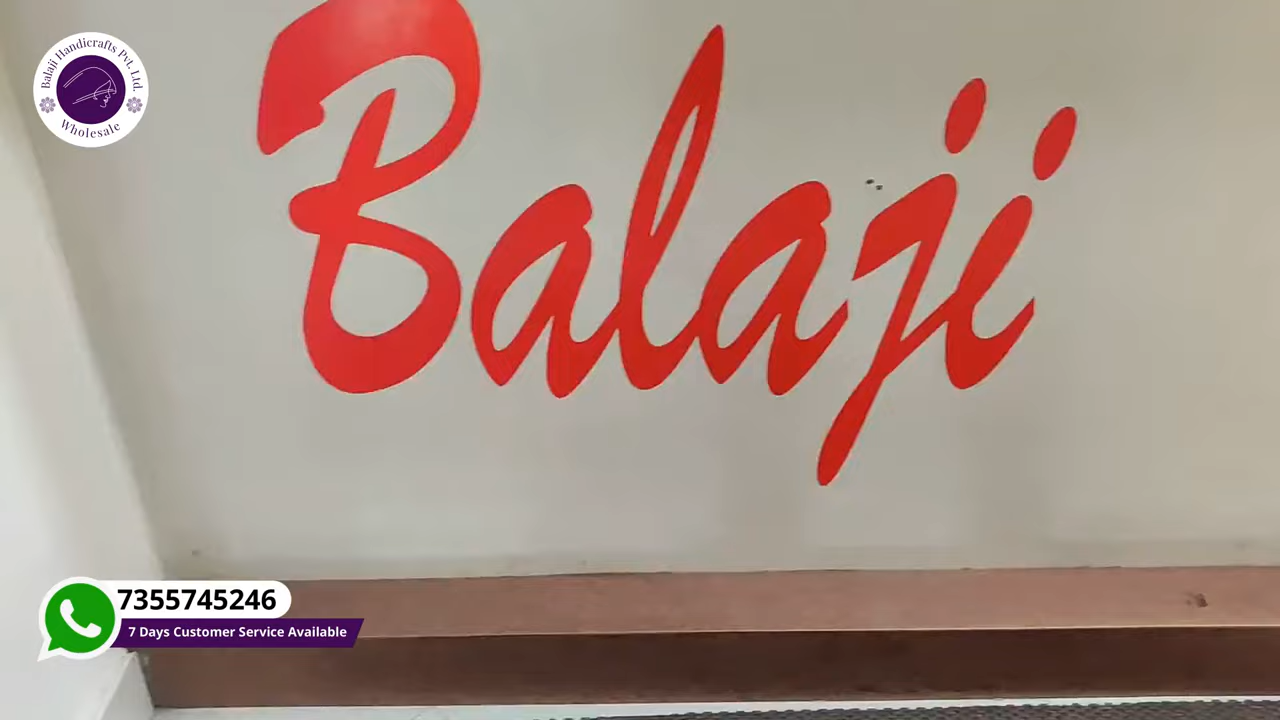 Balaji Handicrafts Pvt. Ltd.
Wholesale
Balaji
7355745246
7 Days Customer Service Available